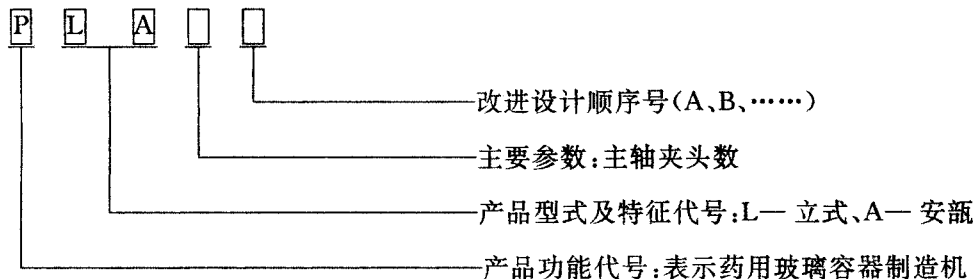 P L A
改进设计顺序号(A、B、……)
主要参数:主轴夹头数
产品型式及特征代号:L— 立式、A— 安瓿
产品功能代号:表示药用玻璃容器制造机